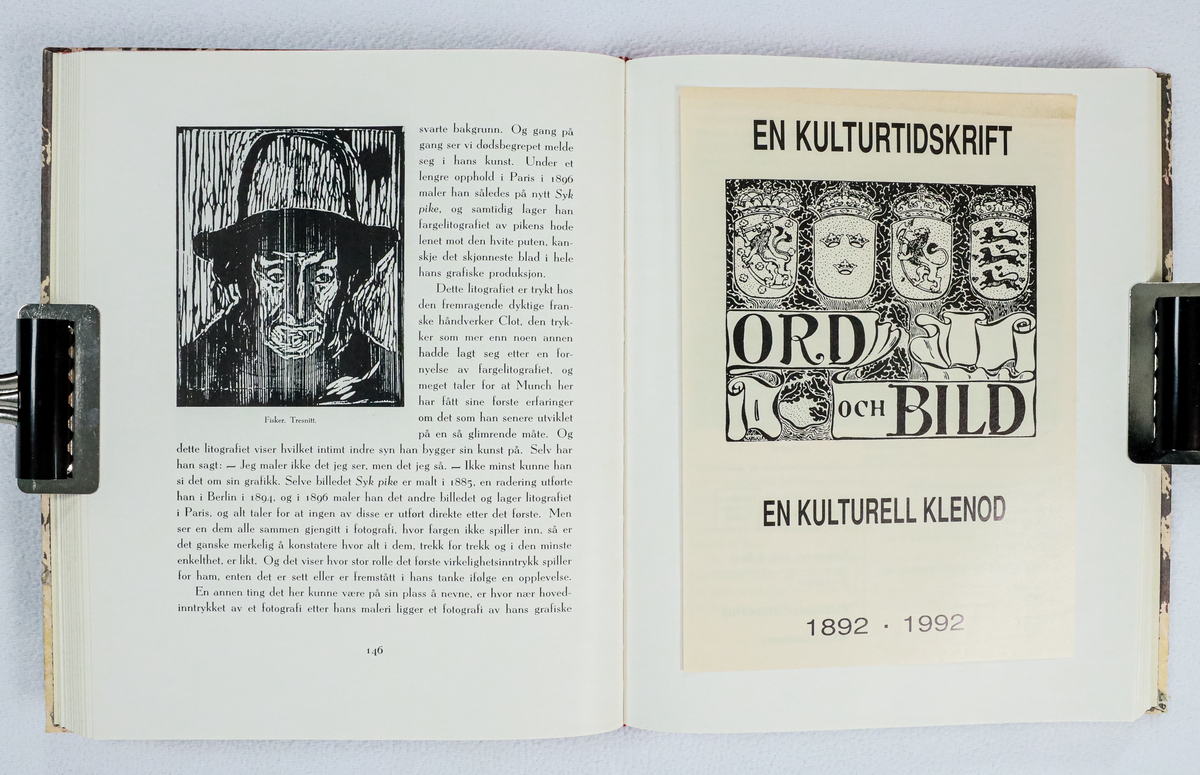 svarte bakgrunn. Og gang på
gang ser vi dødsbegrepet melde
seg i hans kunst. Under et
lengre opphold i Paris i 1896
maler han således på nytt Syk
pike, og samtidig lager han
fargelitografiet av pikens hode
lenet mot den hvite puten, kan-
skje det skjønneste blad i hele
hans grafiske produksjon.
Dette litografiet er trykt hos
den fremragende dyktige fran-
ske håndverker Clot, den tryk-
ker som mer enn noen annen
hadde lagt seg etter en for-
nyelse av fargelitografiet, og
meget taler for at Munch her
har fått sine første erfaringer
om det som han senere utviklet
på en så glimrende måte. Og
Fisker. Tresnitt.
dette litografiet viser hvilket intimt indre syn han bygger sin kunst på. Selv har
han sagt: — Jeg maler ikke det jeg ser, men det jeg så. — Ikke minst kunne han
si det om sin grafikk. Selve billedet Syk pike er malt i 1885, en radering utførte
han i Berlin i 1894, og i 1896 maler han det andre billedet og lager litografiet
i Paris, og alt taler for at ingen av disse er utført direkte etter det første. Men
ser en dem alle sammen gjengitt i fotografi, hvor fargen ikke spiller inn, så er
det ganske merkelig å konstatere hvor alt i dem, trekk for trekk og i den minste
enkelthet, er likt. Og det viser hvor stor rolle det første virkelighetsinntrykk spiller
for ham, enten det er sett eller er fremstått i hans tanke ifølge en opplevelse.
En annen ting det her kunne være på sin plass å nevne, er hvor nær hoved-
inntrykket av et fotografi etter hans maleri ligger et fotografi av hans grafiske
146
EN KULTURTIDSKRIFT
ORD
OCH BILD
EN KULTURELL KLENOD
1892 · 1992